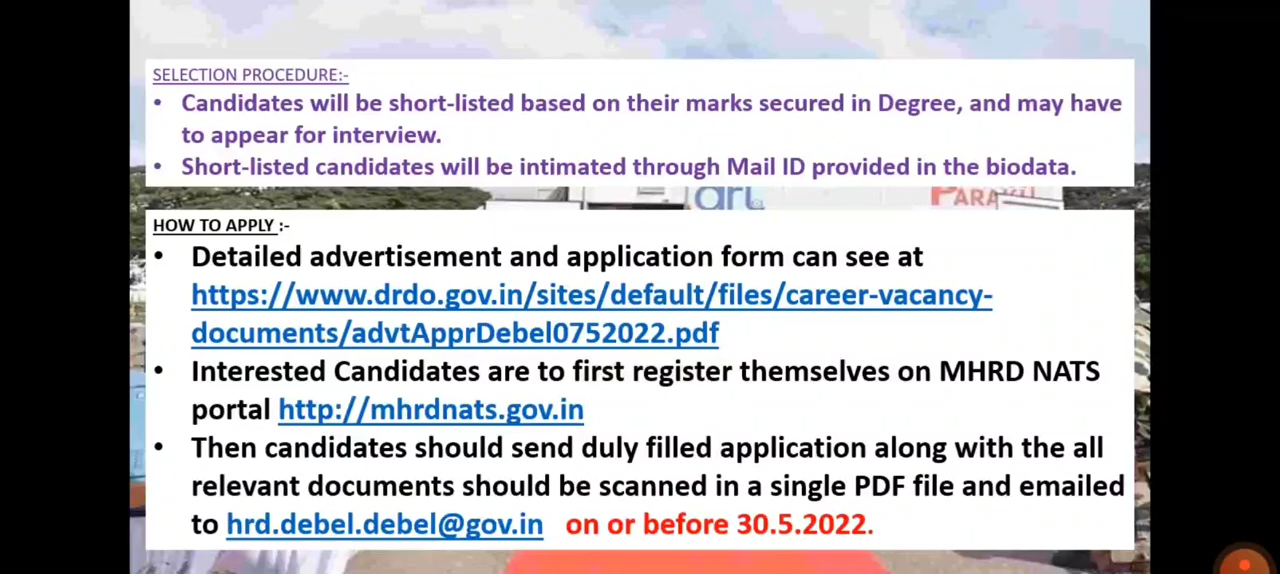 SELECTION PROCEDURE:-
• Candidates will be short-listed based on their marks secured in Degree, and may have
to appear for interview.
• Short-listed candidates will be intimated through Mail ID provided in the biodata.
arl
PARA
HOW TO APPLY :-
• Detailed advertisement and application form can see at
https://www.drdo.gov.in/sites/default/files/career-vacancy-
documents/advtApprDebel0752022.pdf
• Interested Candidates are to first register themselves on MHRD NATS
portal http://mhrdnats.gov.in
• Then candidates should send duly filled application along with the all
relevant documents should be scanned in a single PDF file and emailed
to hrd.debel.debel@gov.in on or before 30.5.2022.